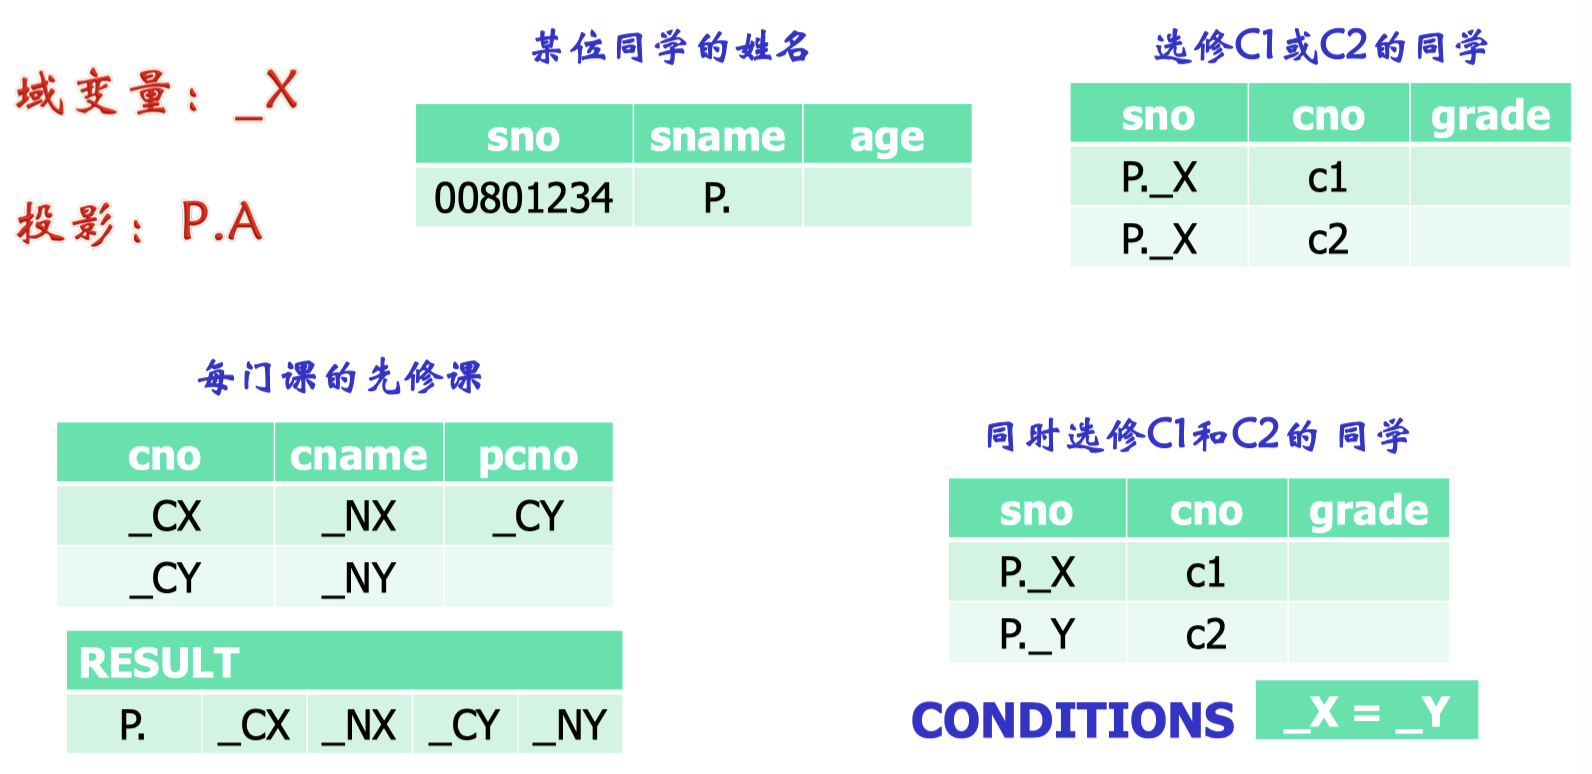 域变量：_X
投影：P.A
某位同学的姓名
sno sname age
00801234 P.
选修C1或C2的同学
sno cno grade
P._X c1
P._X c2
每门课的先修课
cno cname pcno
_CX _NX _CY
_CY _NY
RESULT
P. _CX _NX _CY _NY
同时选修C1和C2的 同学
sno cno grade
P._X c1
P._Y c2
CONDITIONS _X = _Y